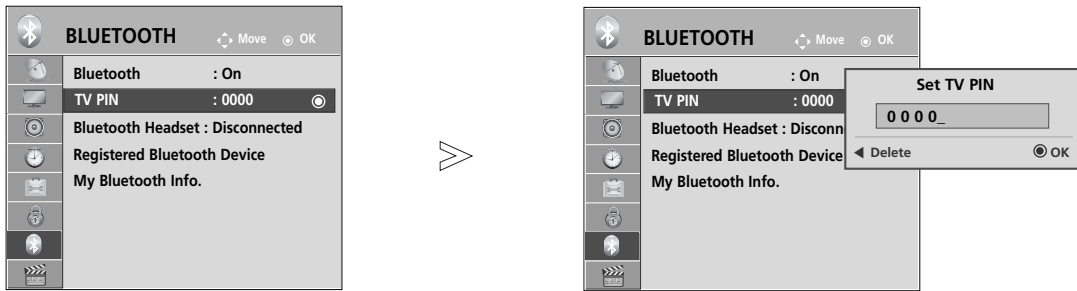 BLUETOOTH Move OK
Bluetooth : On
TV PIN : 0000
Bluetooth Headset : Disconnected
Registered Bluetooth Device
My Bluetooth Info.
BLUETOOTH Move OK
Bluetooth : On
TV PIN : 0000
Bluetooth Headset : Disconn
Registered Bluetooth Device
My Bluetooth Info.
Set TV PIN
0 0 0 0_
Delete OK